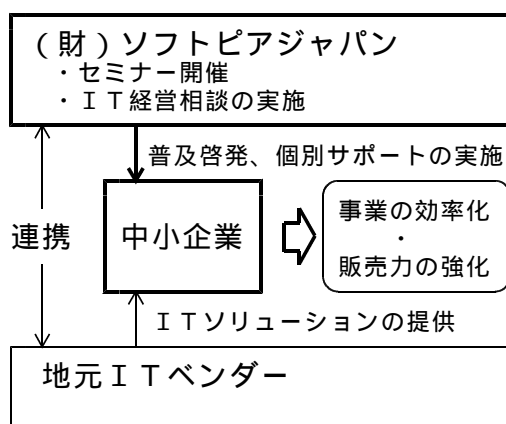 （財）ソフトピアジャパン
・セミナー開催
・ＩＴ経営相談の実施
普及啓発、個別サポートの実施
連携
中小企業
事業の効率化
・
販売力の強化
ＩＴソリューションの提供
地元ＩＴベンダー